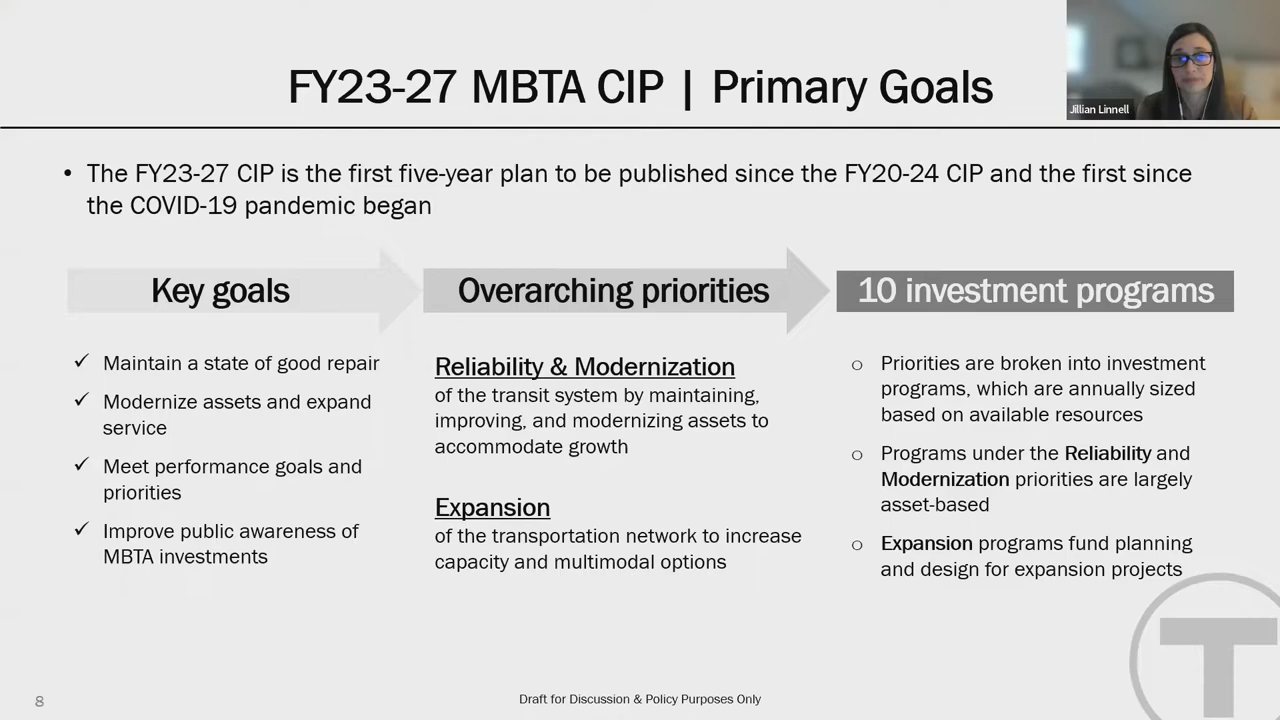 FY23-27 MBTA CIP | Primary Goals
Jillian Linnell
• The FY23-27 CIP is the first five-year plan to be published since the FY20-24 CIP and the first since
the COVID-19 pandemic began
Key goals
✓ Maintain a state of good repair
✓ Modernize assets and expand
service
✓ Meet performance goals and
priorities
✓ Improve public awareness of
MBTA investments
Overarching priorities
Reliability & Modernization
of the transit system by maintaining,
improving, and modernizing assets to
accommodate growth
Expansion
of the transportation network to increase
capacity and multimodal options
10 investment programs
○ Priorities are broken into investment
programs, which are annually sized
based on available resources
○ Programs under the Reliability and
Modernization priorities are largely
asset-based
○ Expansion programs fund planning
and design for expansion projects
T
8
Draft for Discussion & Policy Purposes Only